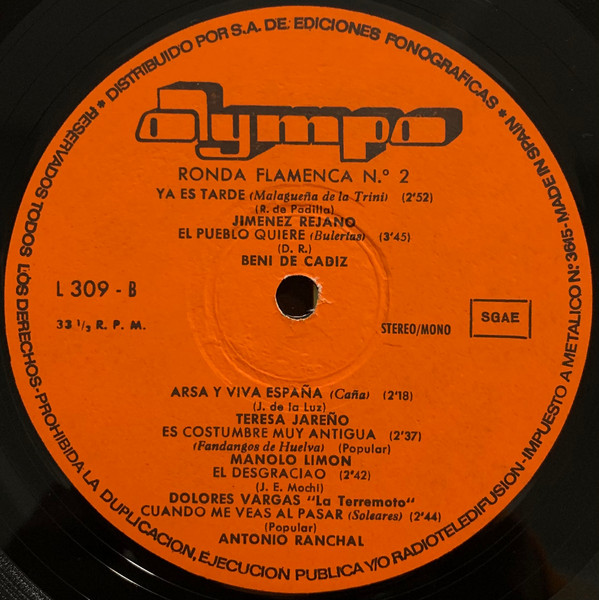 * DISTRIBUIDO POR S.A. DE. EDICIONES FONOGRAFICAS * MADE IN SPAIN
Olympo
RONDA FLAMENCA N.º 2
YA ES TARDE (Malagueña de la Trini) (2'52)
(R. de Padilla)
JIMENEZ REJANO
EL PUEBLO QUIERE (Bulerias) (3'45)
(D. R.)
BENI DE CADIZ
L 309 - B
33 1/3 R. P. M.
STEREO/MONO
SGAE
ARSA Y VIVA ESPAÑA (Caña) (2'18)
(J. de la Luz)
TERESA JAREÑO
ES COSTUMBRE MUY ANTIGUA (2'37)
(Fandangos de Huelva) (Popular)
MANOLO LIMON
EL DESGRACIAO (2'42)
(J. E. Mochi)
DOLORES VARGAS "La Terremoto"
CUANDO ME VEAS AL PASAR (Soleares) (2'44)
(Popular)
ANTONIO RANCHAL
RESERVADOS TODOS LOS DERECHOS-PROHIBIDA LA DUPLICACION, EJECUCION PUBLICA Y/O RADIOTELEDIFUSION-IMPUESTO A METALICO N.º 3615-